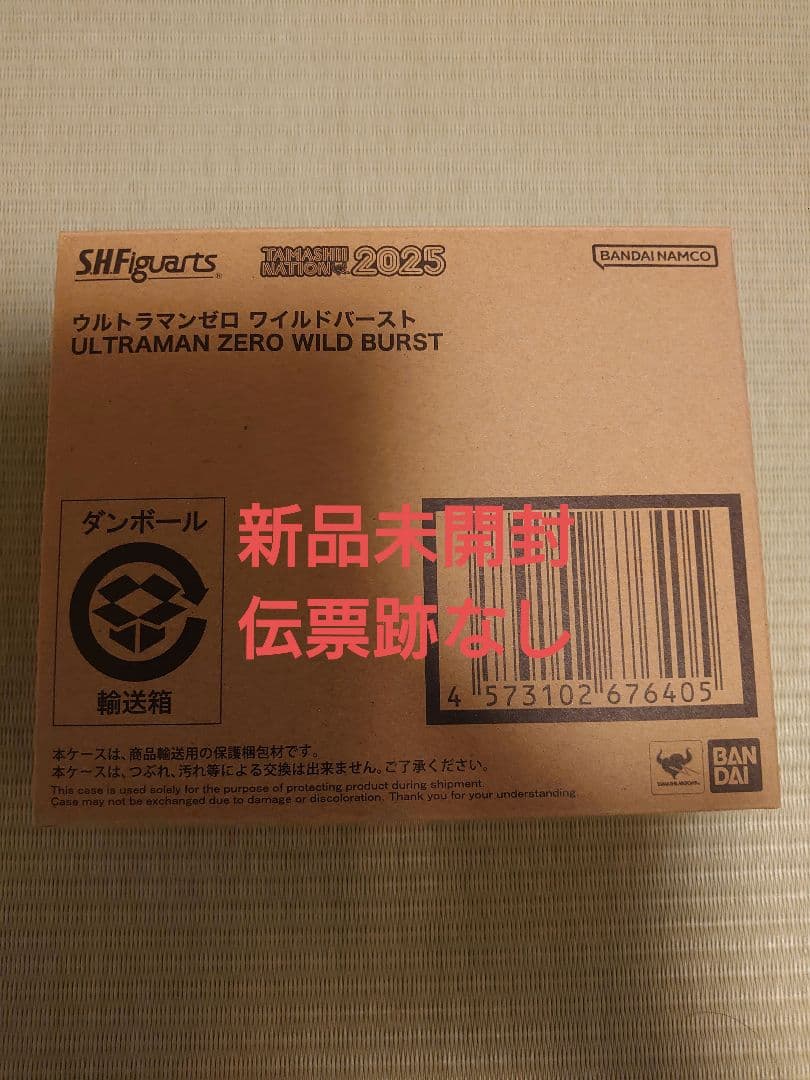 S.H.Figuarts
TAMASHII NATION 2025
BANDAI NAMCO
ウルトラマンゼロ ワイルドバースト
ULTRAMAN ZERO WILD BURST
ダンボール
輸送箱
新品未開封
伝票跡なし
4 573102 676405
本ケースは、商品輸送用の保護梱包材です。
本ケースは、つぶれ、汚れ等による交換は出来ません。ご了承ください。
This case is used solely for the purpose of protecting product during shipment.
Case may not be exchanged due to damage or discoloration. Thank you for your understanding.
TAMASHII NATIONS
BAN
DAI